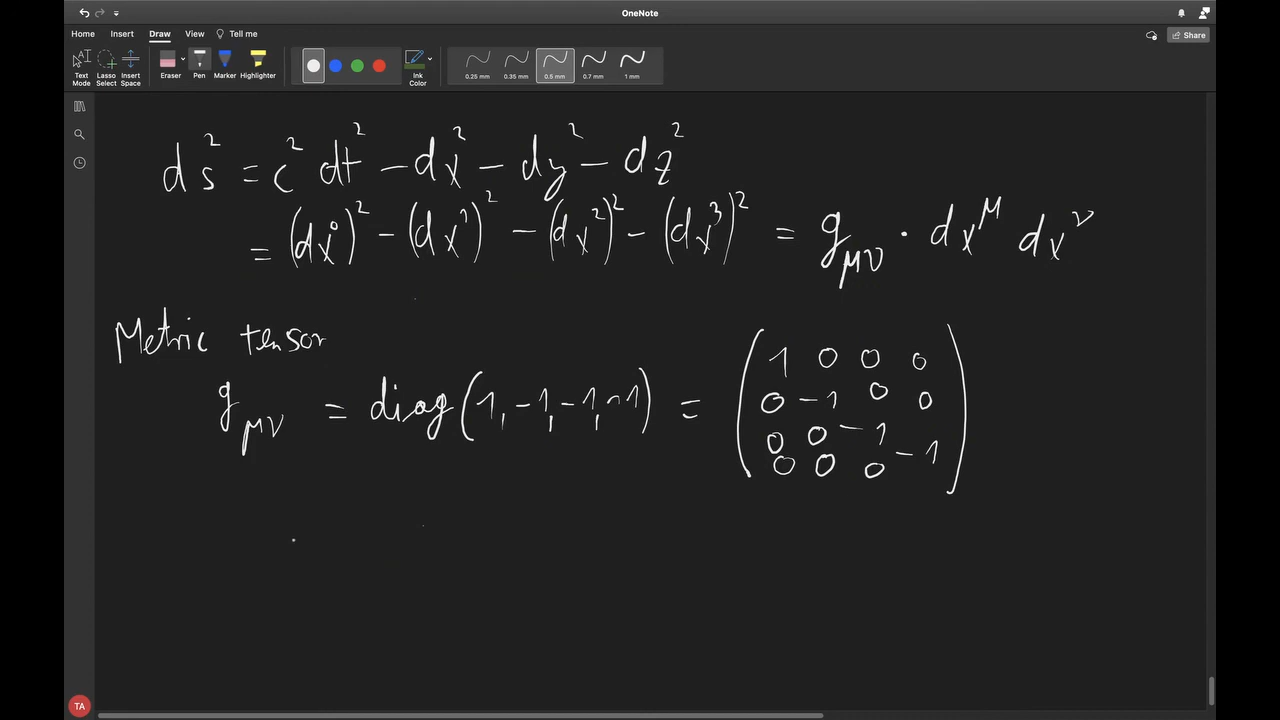 OneNote
Home Insert Draw View Tell me
Share
Text Mode Lasso Select Insert Space Eraser Pen Marker Highlighter Ink Color 0.25 mm 0.35 mm 0.5 mm 0.7 mm 1 mm
ds² = c² dt² − dx² − dy² − dz²
= (dx⁰)² − (dx¹)² − (dx²)² − (dx³)² = g_μν · dx^μ dx^ν
Metric tensor
g_μν = diag(1, −1, −1, −1) = (
1 0 0 0
0 −1 0 0
0 0 −1
0 0 0 −1
)
TA